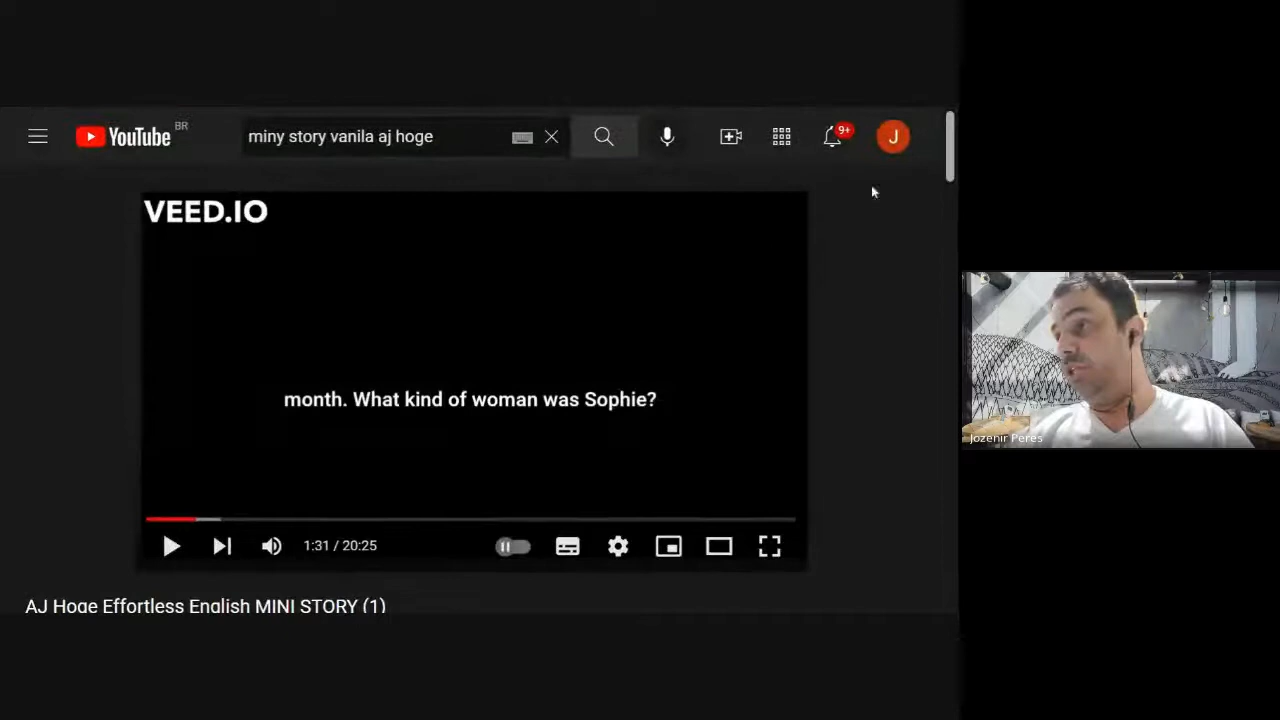 YouTube BR
miny story vanila aj hoge
9+
J
VEED.IO
month. What kind of woman was Sophie?
1:31 / 20:25
AJ Hoge Effortless English MINI STORY (1)
Jozenir Peres